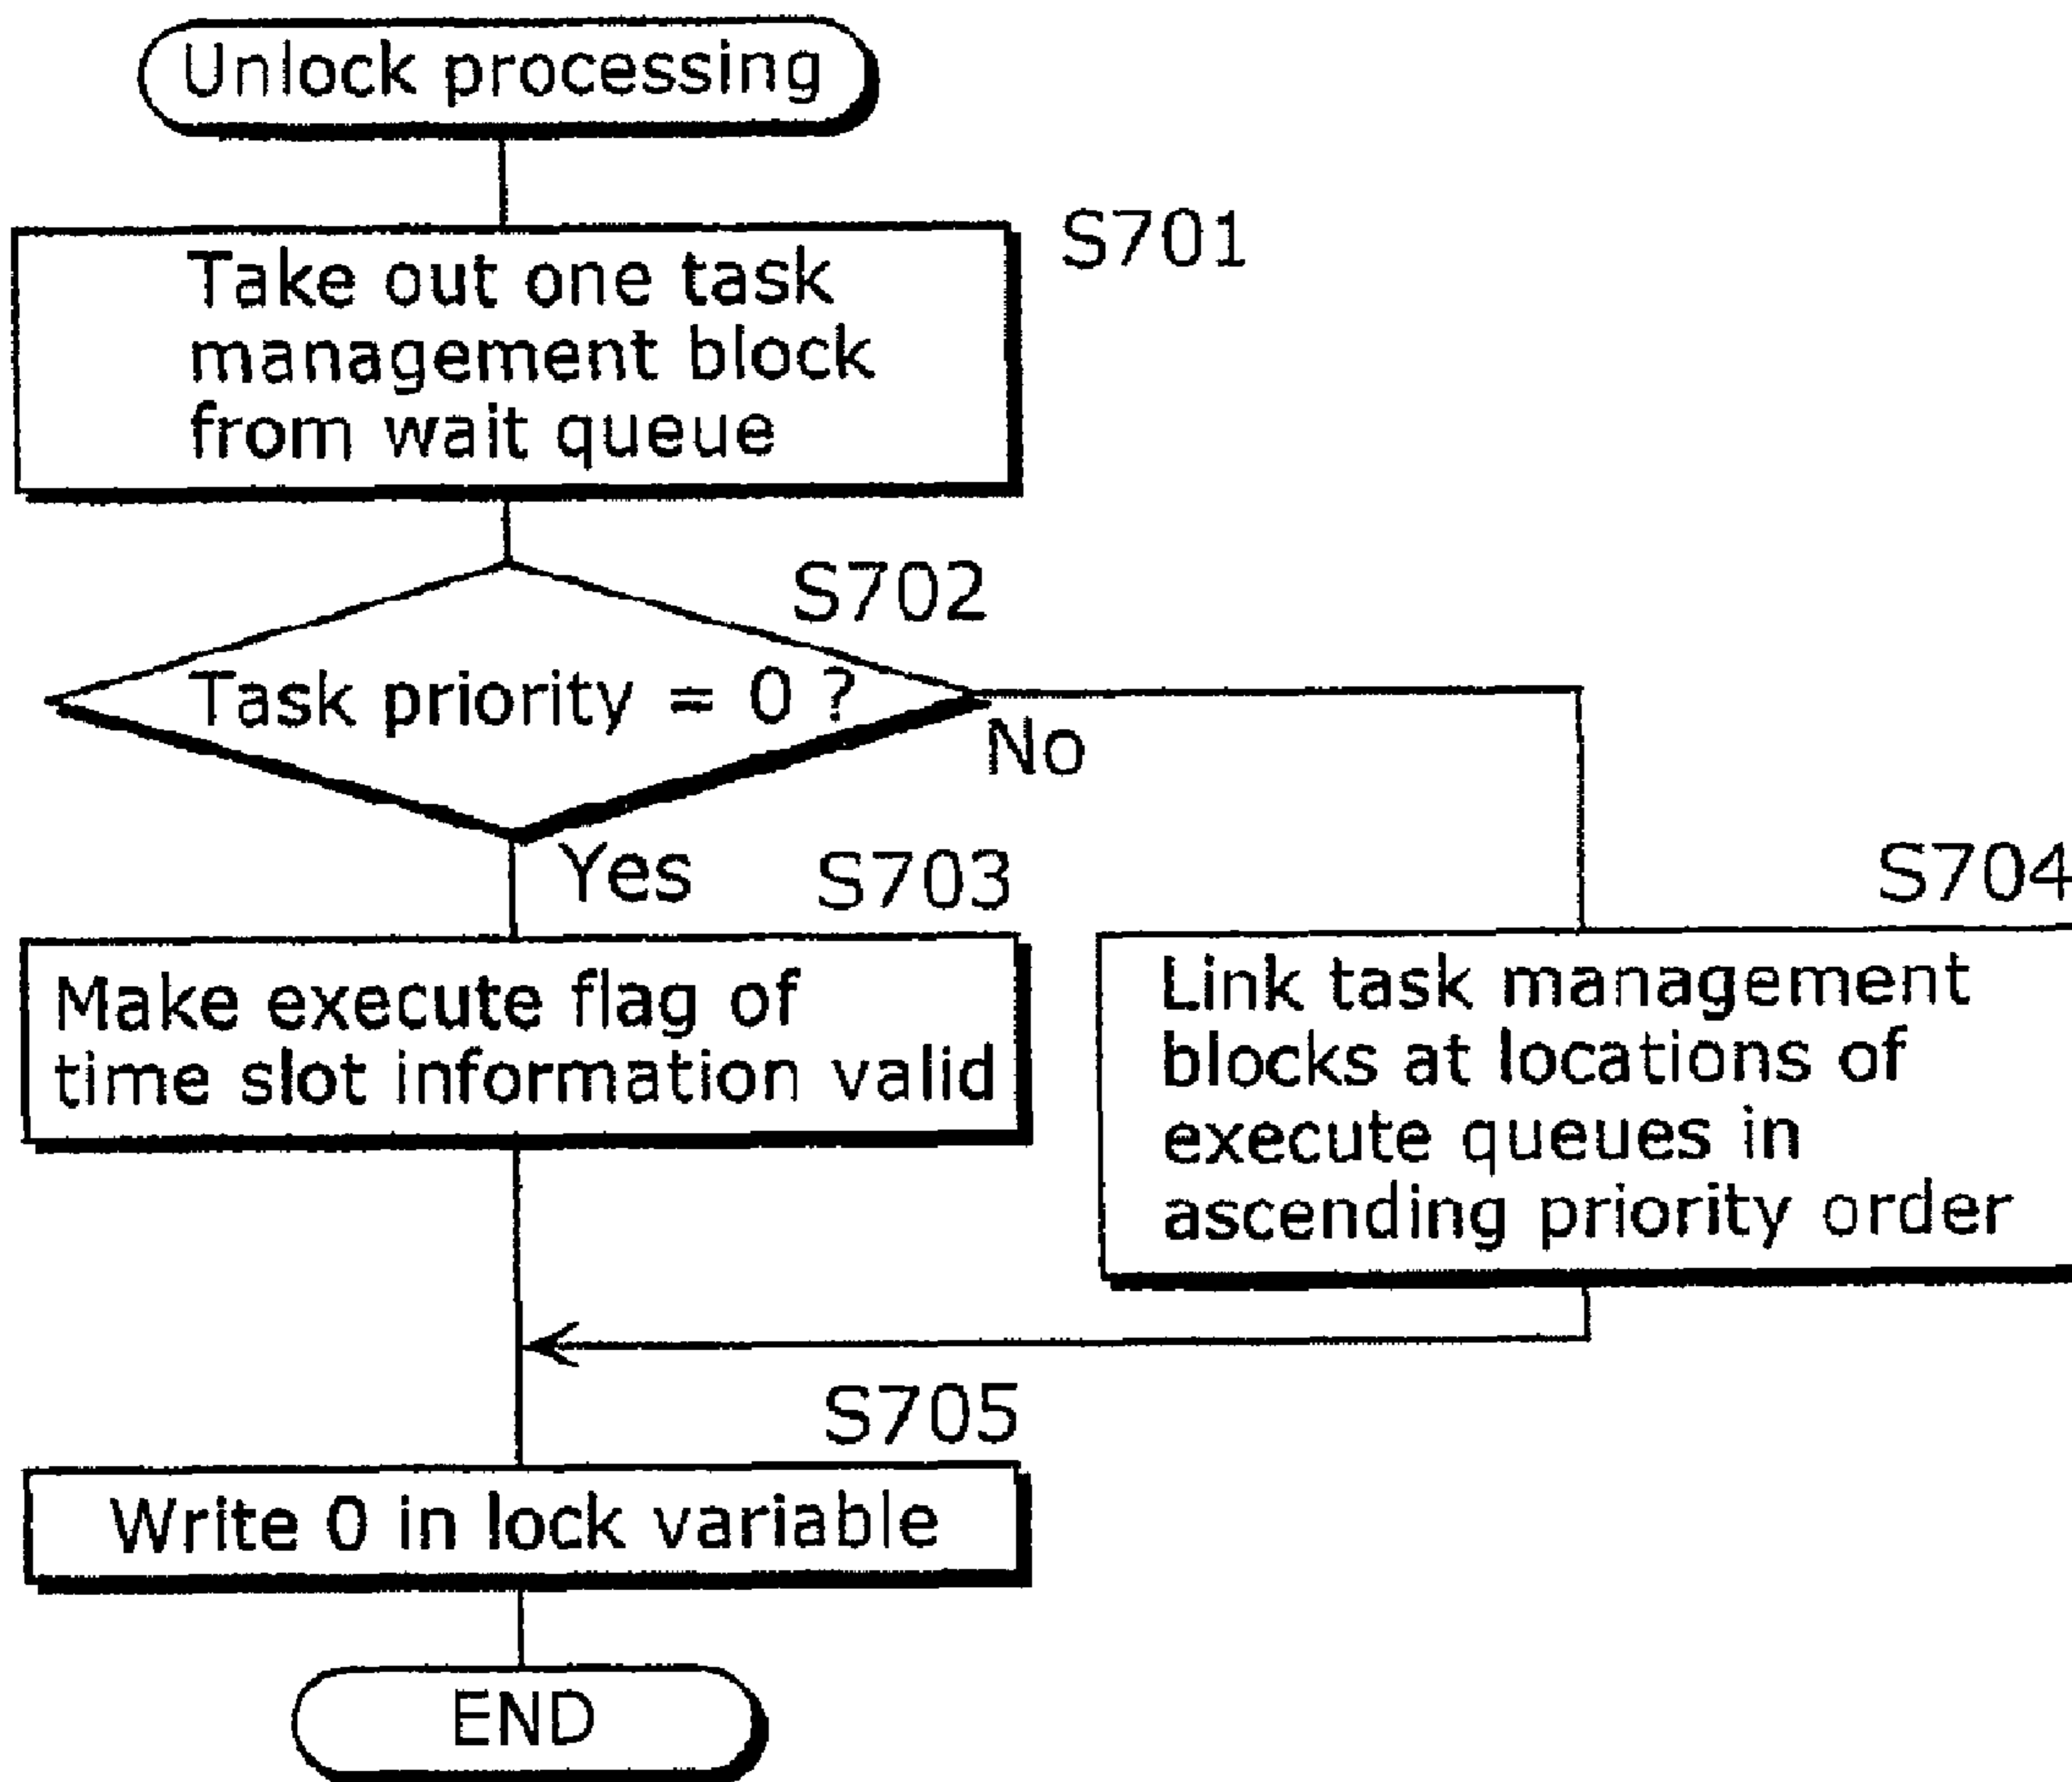 Unlock processing
S701
Take out one task
management block
from wait queue
S702
Task priority = 0 ?
No
Yes
S703
S704
Make execute flag of
time slot information valid
Link task management
blocks at locations of
execute queues in
ascending priority order
S705
Write 0 in lock variable
END